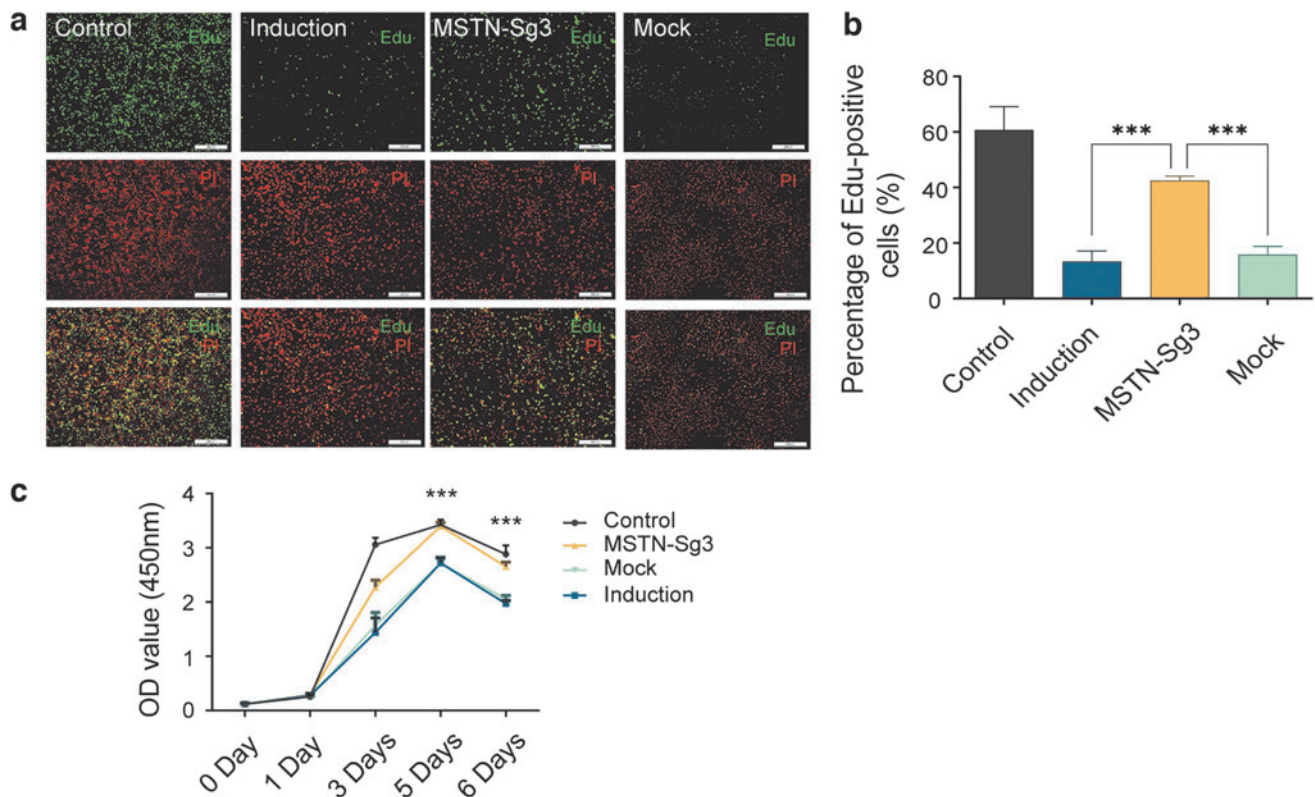 a
Control
Induction
MSTN-Sg3
Mock
Edu
Edu
Edu
Edu
PI
PI
PI
PI
Edu
PI
Edu
PI
Edu
PI
Edu
PI
b
Percentage of Edu-positive
cells (%)
80
60
40
20
0
***
***
Control
Induction
MSTN-Sg3
Mock
c
OD value (450nm)
4
3
2
1
0
***
***
0 Day
1 Day
3 Days
5 Days
6 Days
Control
MSTN-Sg3
Mock
Induction